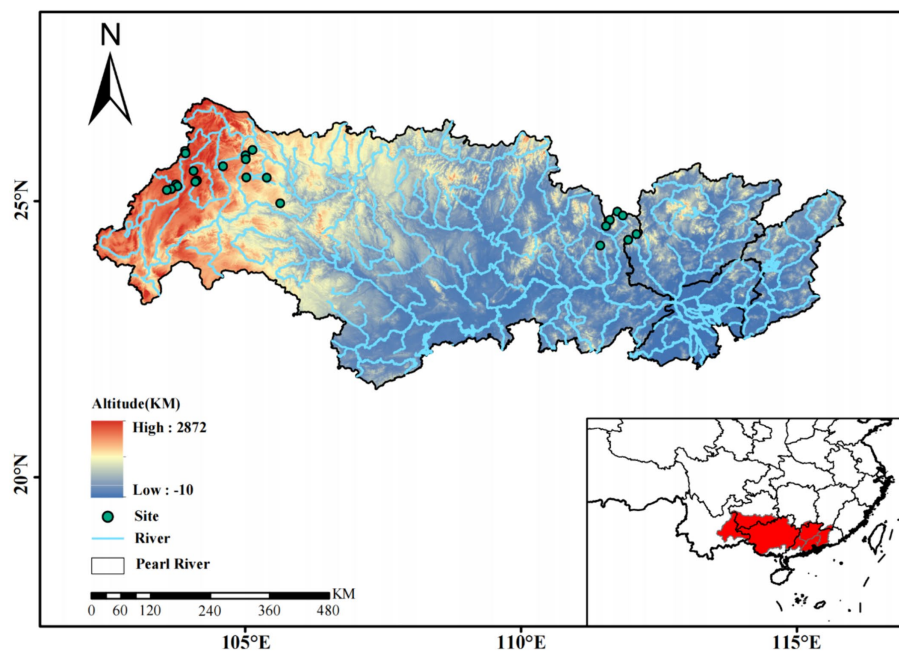 N
25°N
20°N
Altitude(KM)
High : 2872
Low : -10
Site
River
Pearl River
0 60 120 240 360 480 KM
105°E 110°E 115°E